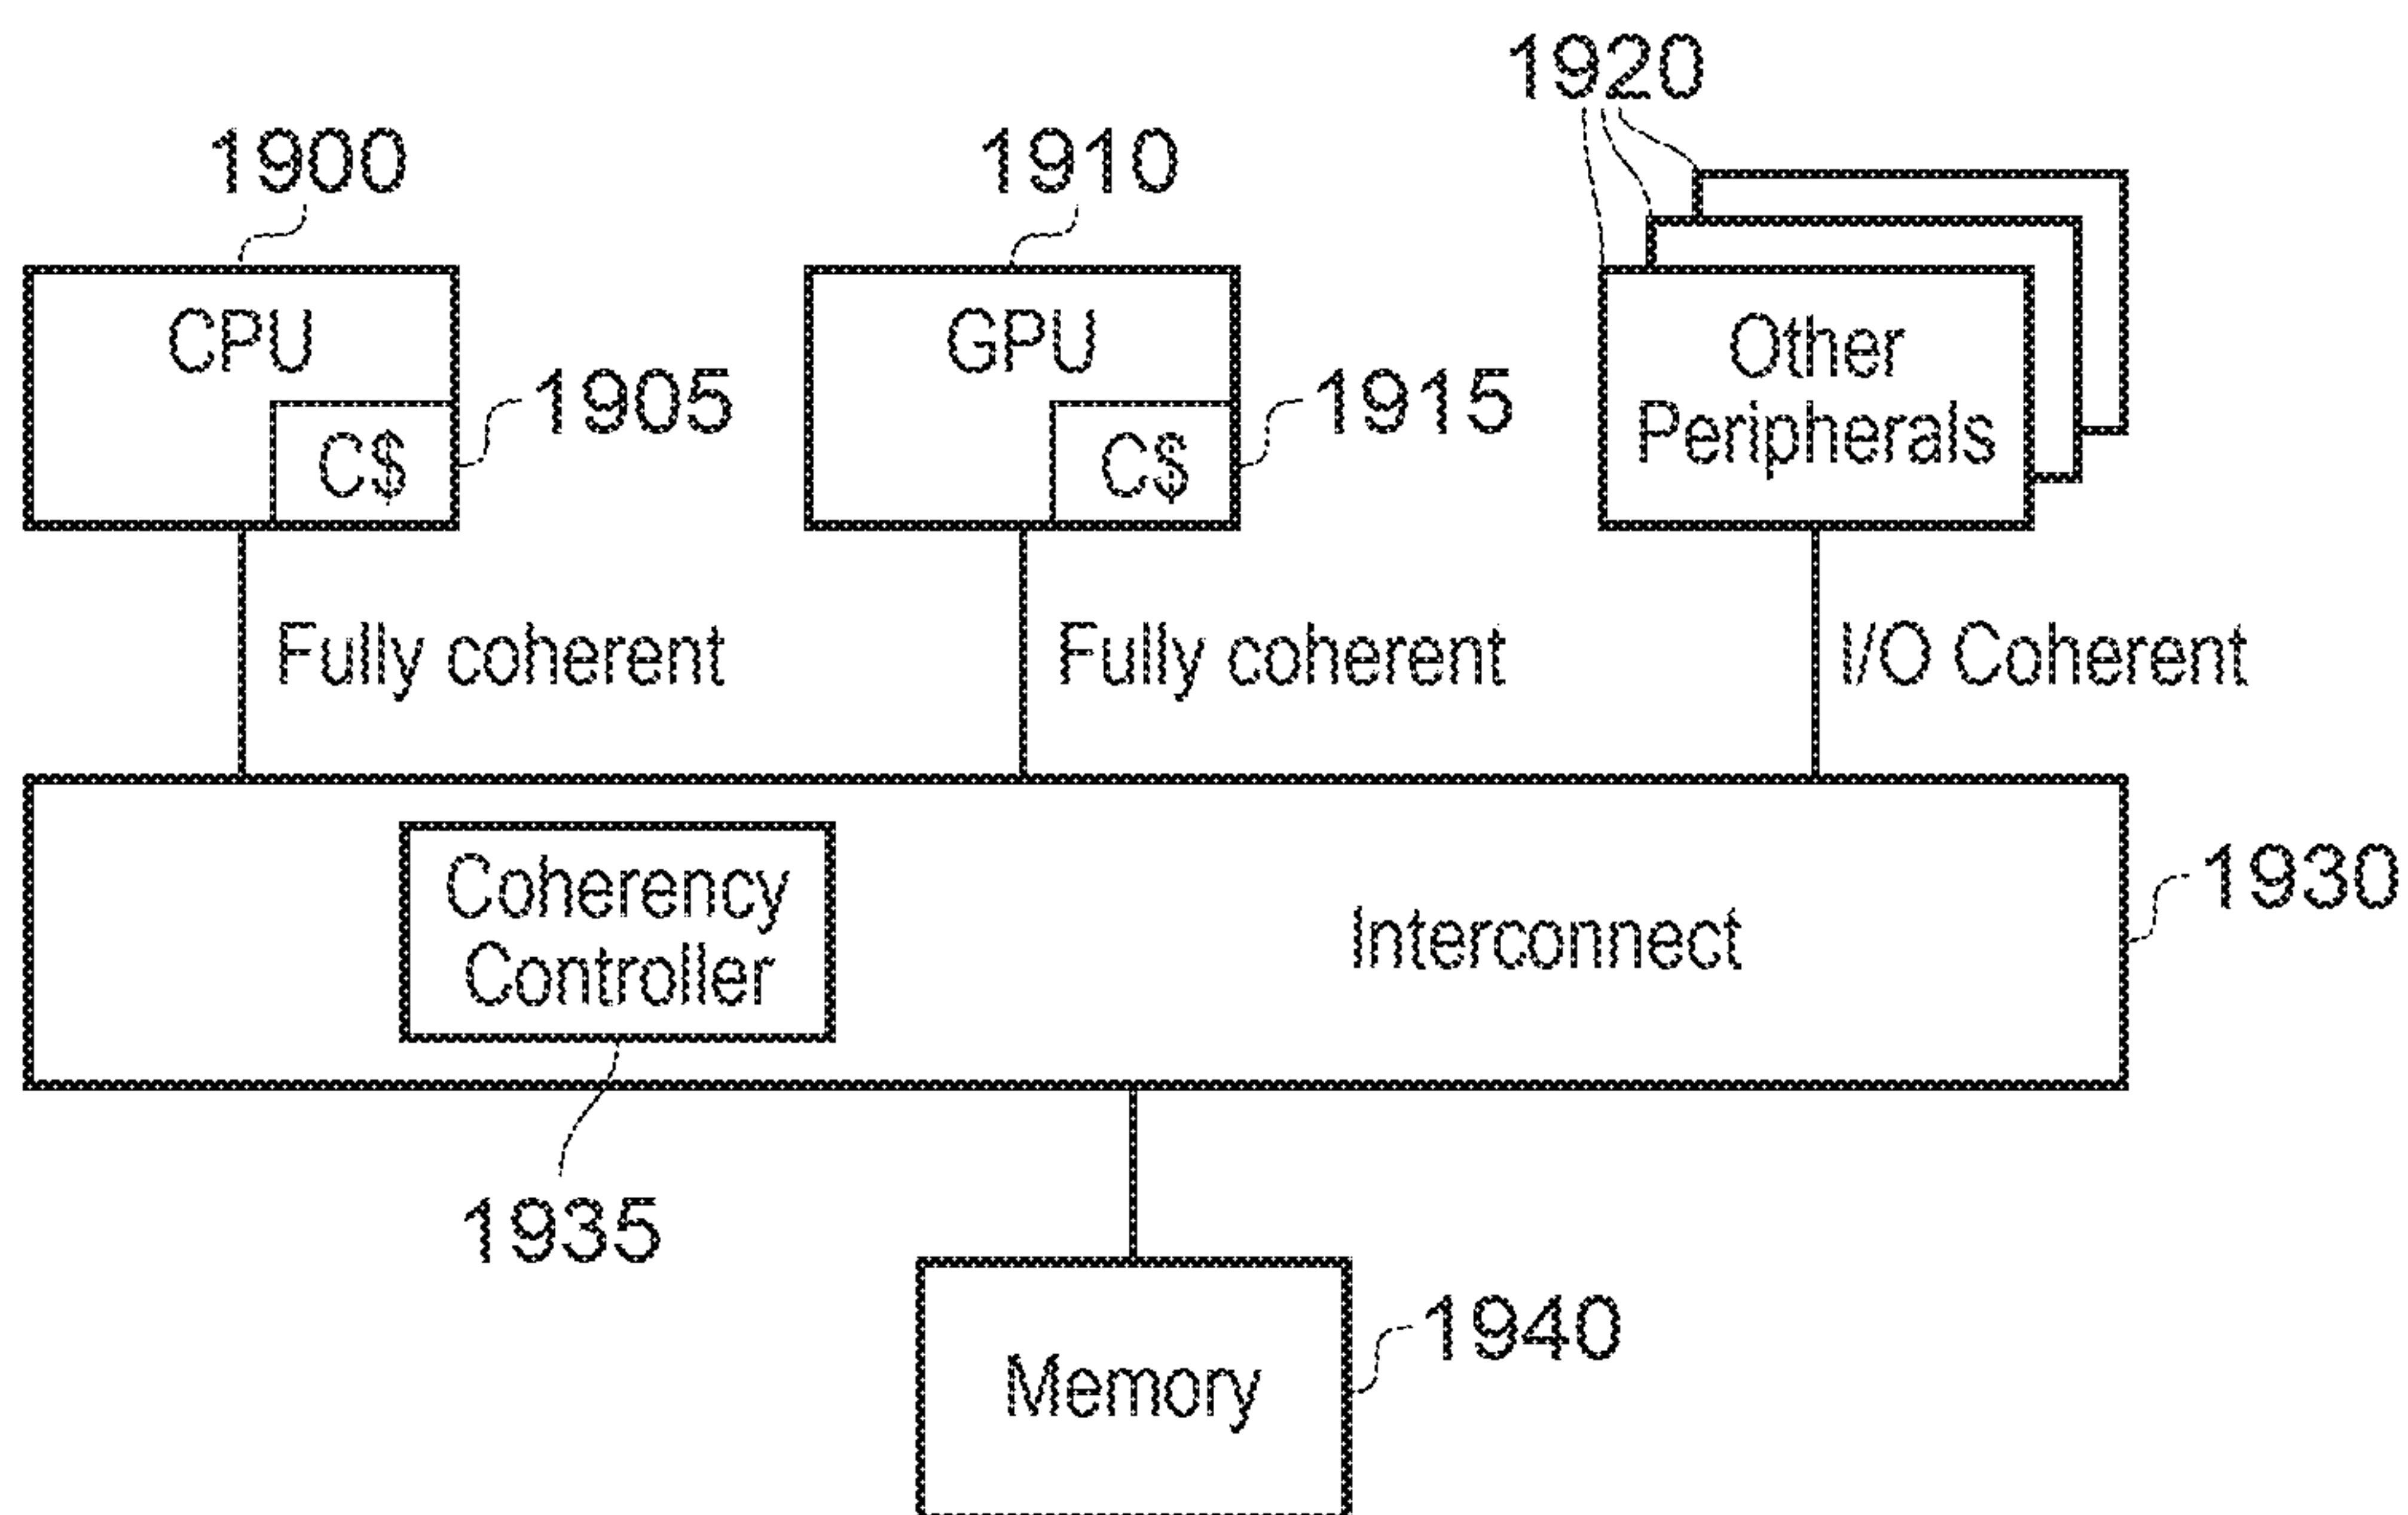 1920
1900
1910
CPU
GPU
Other
Peripherals
1905
1915
C$
C$
Fully coherent
Fully coherent
I/O Coherent
Coherency
Controller
Interconnect
1930
1935
Memory
1940